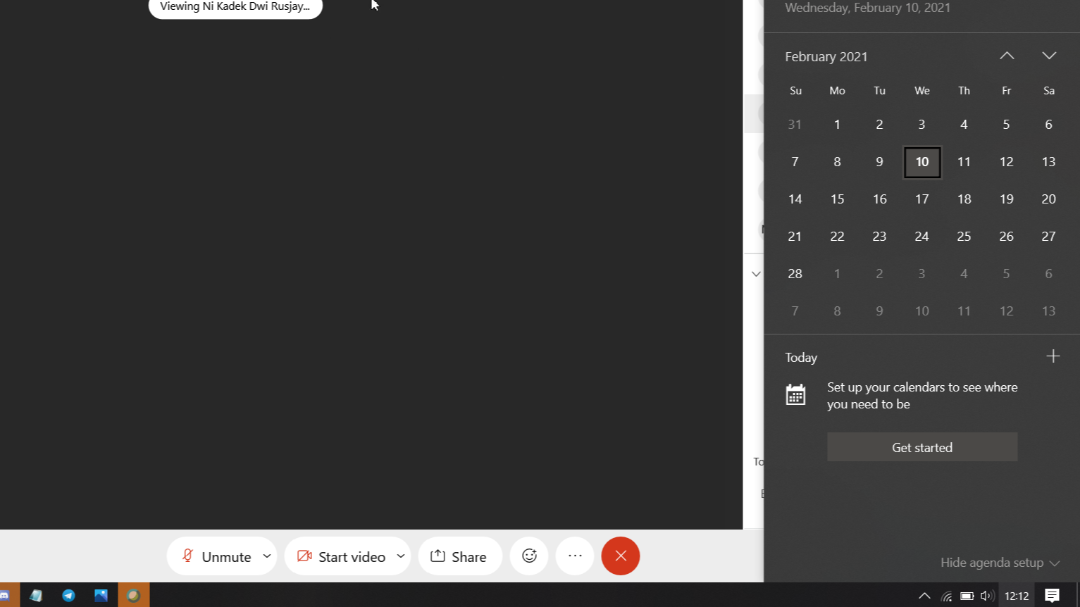 Viewing Ni Kadek Dwi Rusjay...
Wednesday, February 10, 2021
February 2021
Su Mo Tu We Th Fr Sa
31 1 2 3 4 5 6
7 8 9 10 11 12 13
14 15 16 17 18 19 20
21 22 23 24 25 26 27
28 1 2 3 4 5 6
7 8 9 10 11 12 13
Today
Set up your calendars to see where
you need to be
Get started
To
Hide agenda setup
Unmute
Start video
Share
12:12